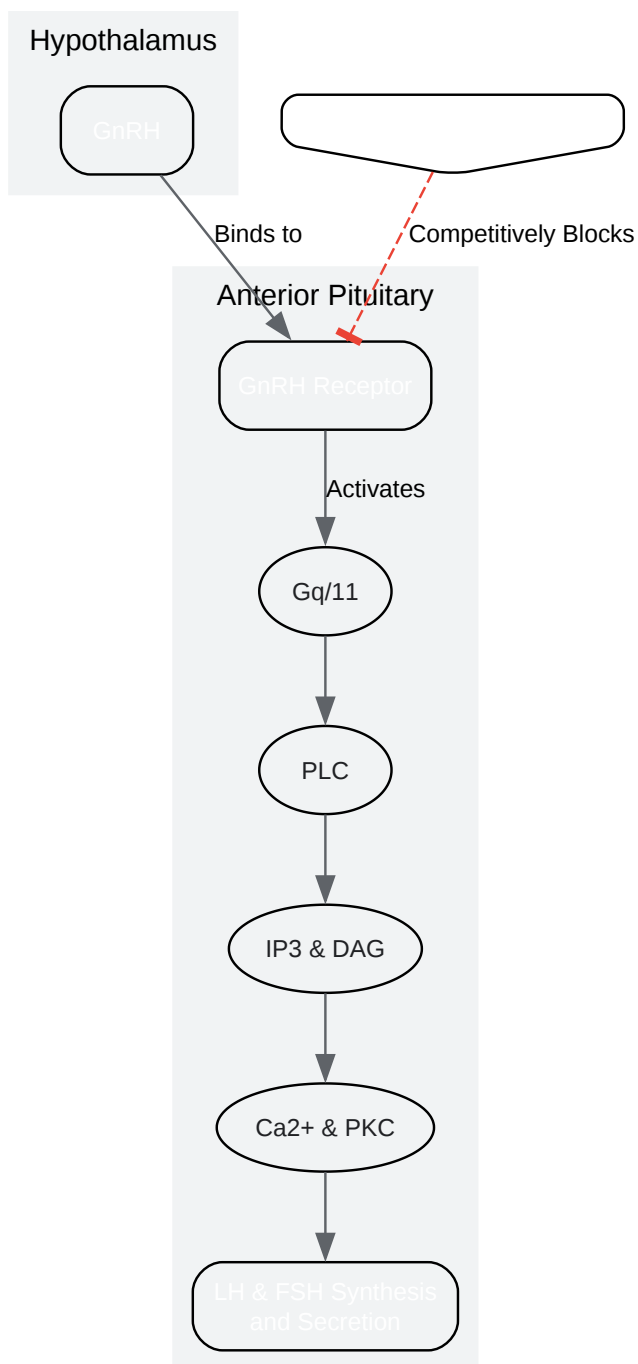 Hypothalamus
GnRH
Binds to
Competitively Blocks
Anterior Pituitary
GnRH Receptor
Activates
Gq/11
PLC
IP3 & DAG
Ca2+ & PKC
LH & FSH Synthesis
and Secretion